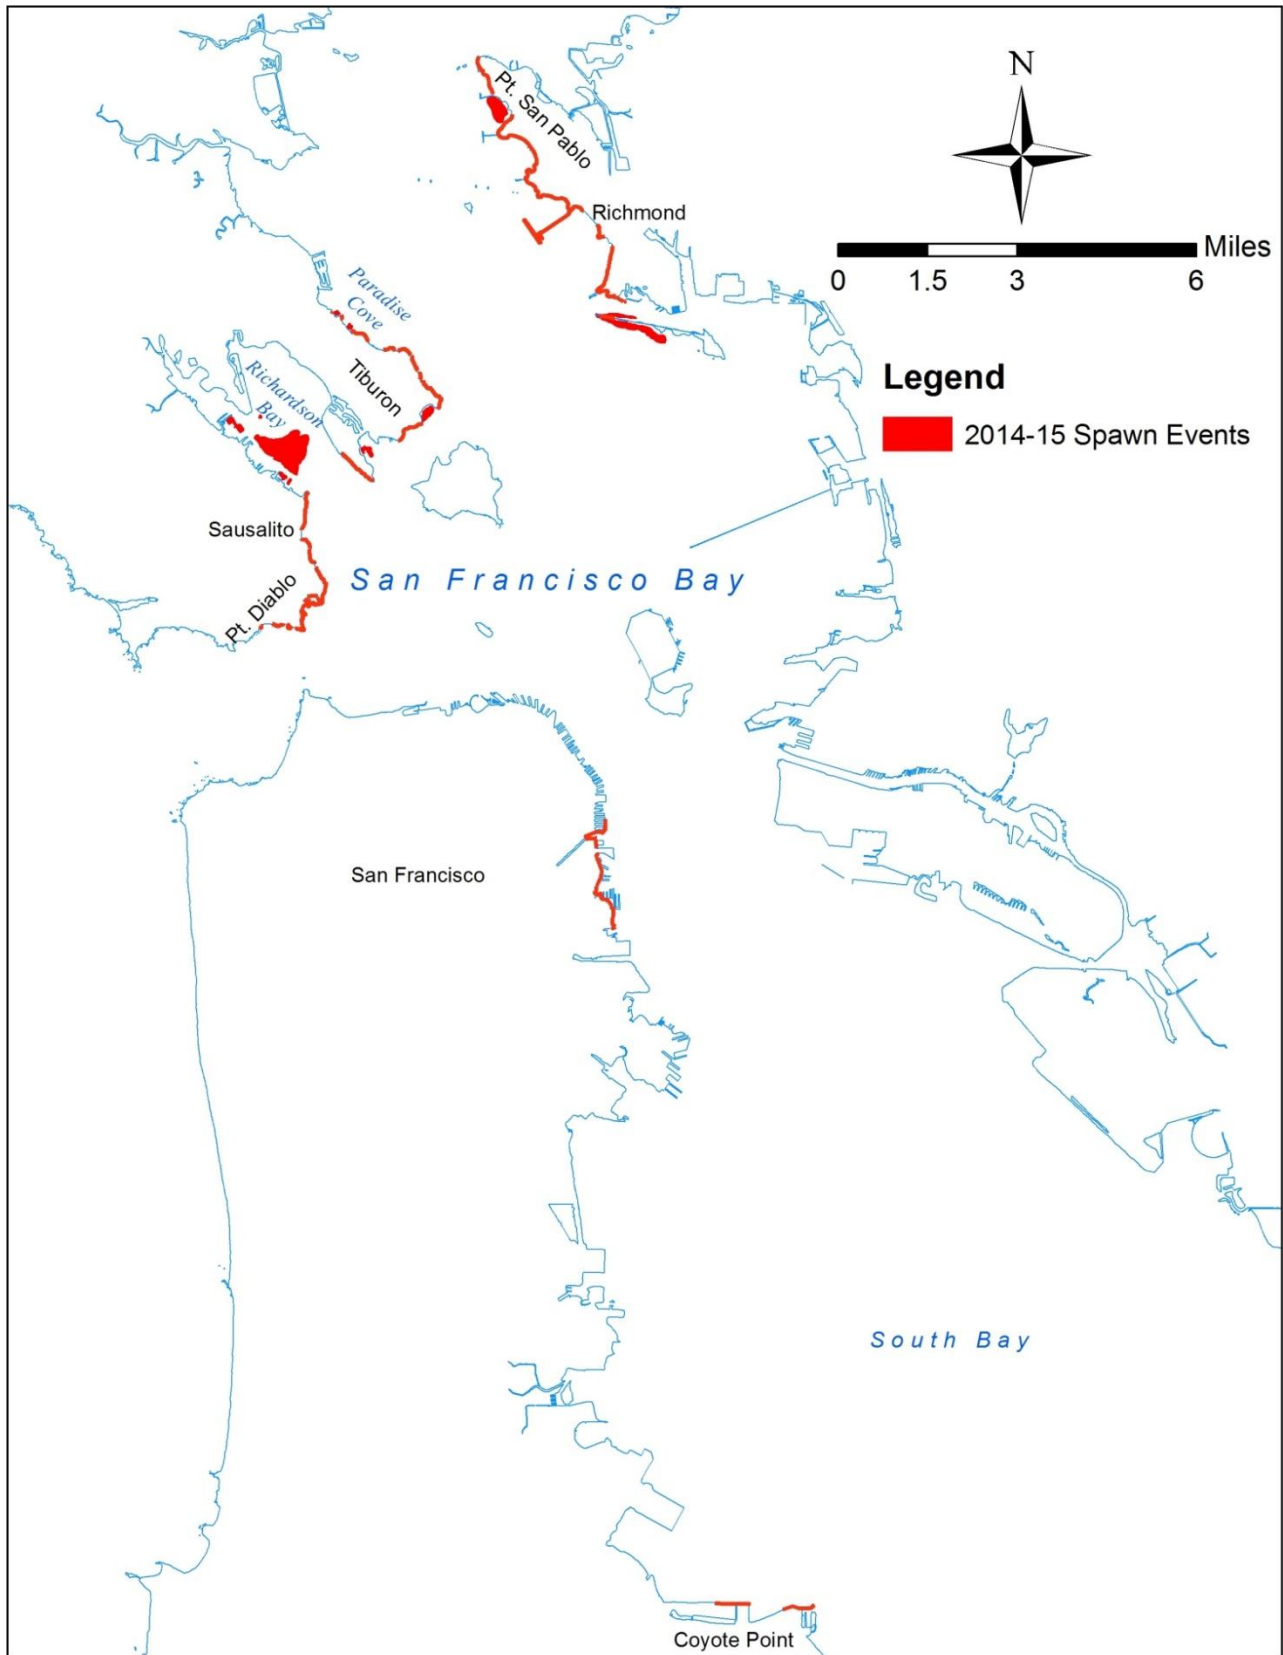 N
Pt. San Pablo
Richmond
Miles
0 1.5 3 6
Paradise
Cove
Legend
2014-15 Spawn Events
Tiburon
Richardson
Bay
Sausalito
San Francisco Bay
Pt. Diablo
San Francisco
South Bay
Coyote Point